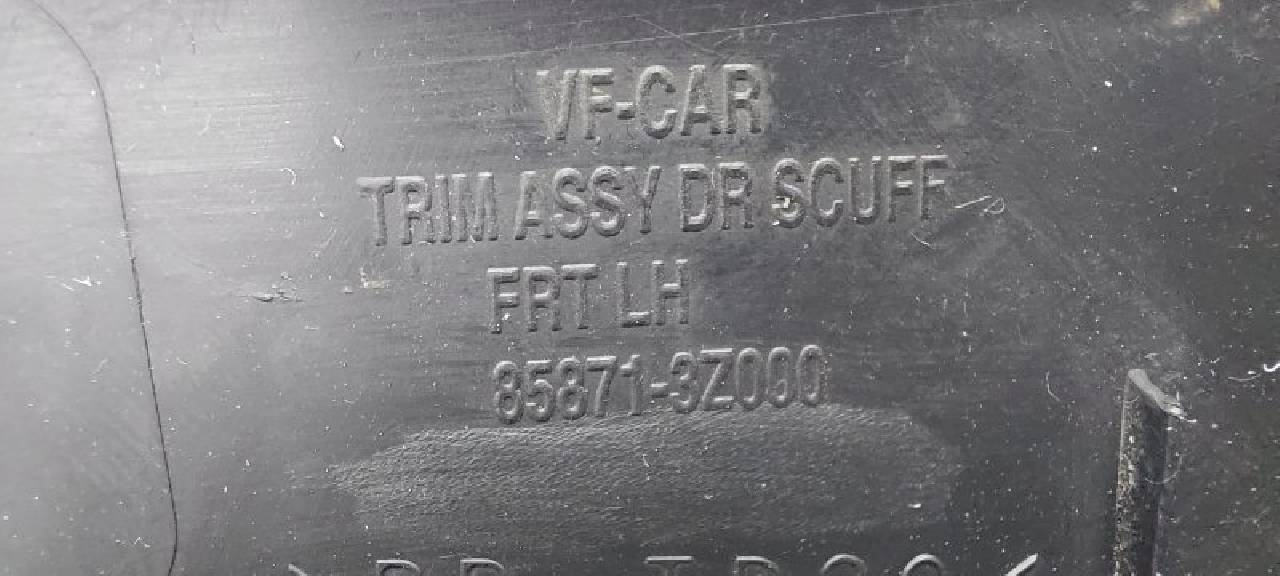 VF-CAR
TRIM ASSY DR SCUFF
FRT LH
85871-3Z000